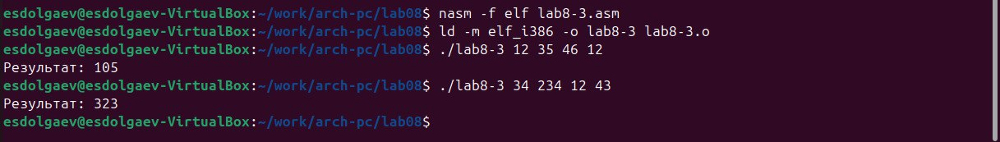 esdolgaev@esdolgaev-VirtualBox:~/work/arch-pc/lab08$ nasm -f elf lab8-3.asm
esdolgaev@esdolgaev-VirtualBox:~/work/arch-pc/lab08$ ld -m elf_i386 -o lab8-3 lab8-3.o
esdolgaev@esdolgaev-VirtualBox:~/work/arch-pc/lab08$ ./lab8-3 12 35 46 12
Результат: 105
esdolgaev@esdolgaev-VirtualBox:~/work/arch-pc/lab08$ ./lab8-3 34 234 12 43
Результат: 323
esdolgaev@esdolgaev-VirtualBox:~/work/arch-pc/lab08$